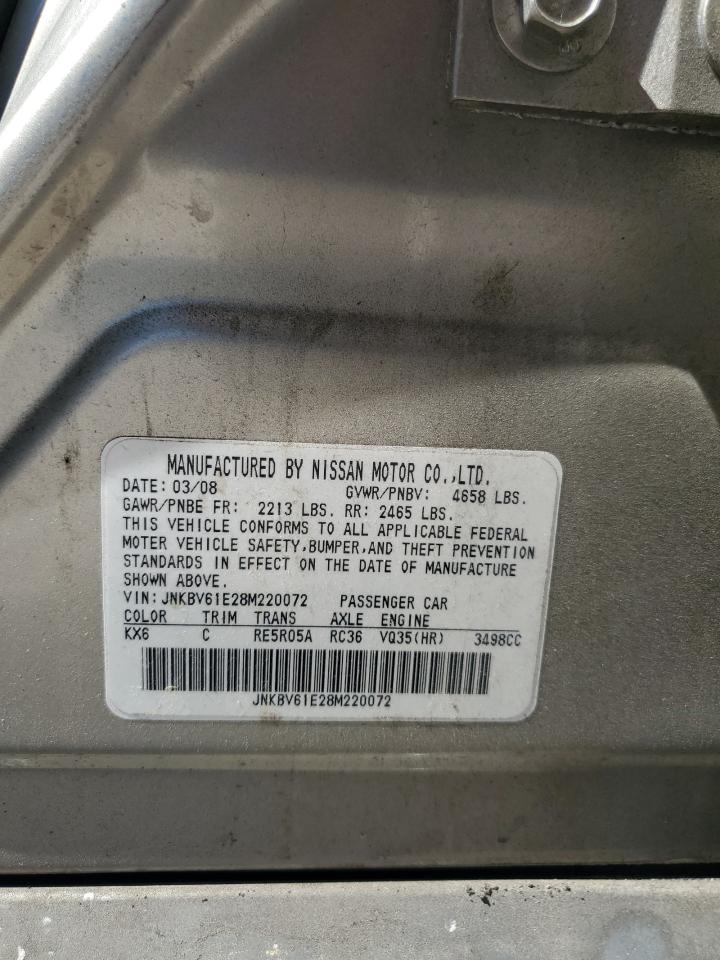 MANUFACTURED BY NISSAN MOTOR CO.,LTD.
DATE: 03/08 GVWR/PNBV: 4658 LBS.
GAWR/PNBE FR: 2213 LBS. RR: 2465 LBS.
THIS VEHICLE CONFORMS TO ALL APPLICABLE FEDERAL
MOTER VEHICLE SAFETY,BUMPER,AND THEFT PREVENTION
STANDARDS IN EFFECT ON THE DATE OF MANUFACTURE
SHOWN ABOVE.
VIN: JNKBV61E28M220072 PASSENGER CAR
COLOR TRIM TRANS AXLE ENGINE
KX6 C RE5R05A RC36 VQ35(HR) 3498CC
JNKBV61E28M220072